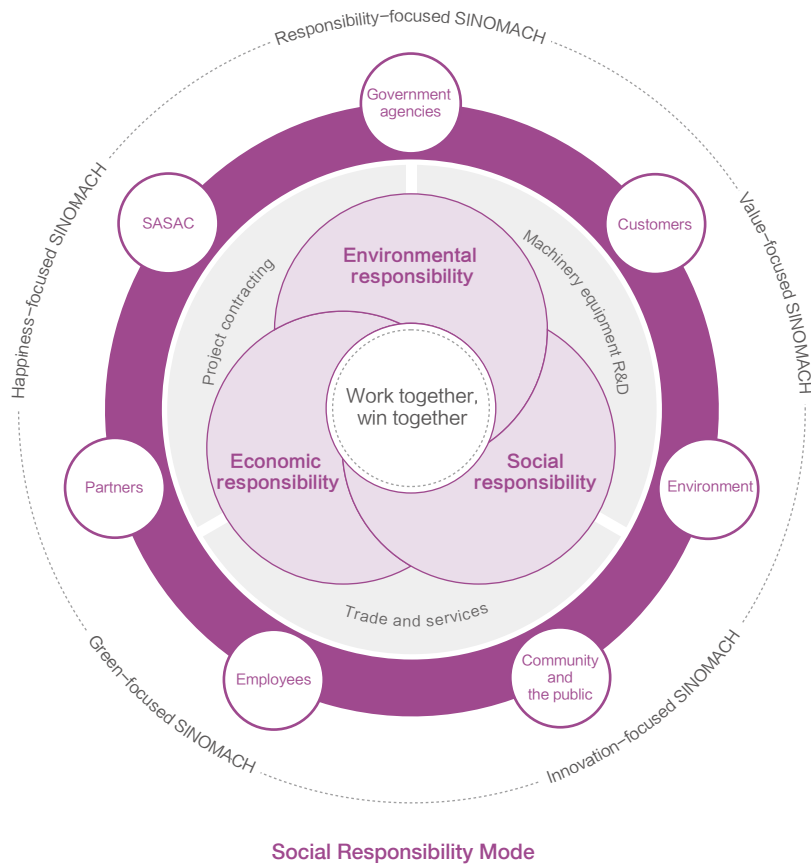 Responsibility-focused SINOMACH
Government
agencies
SASAC
Customers
Happiness-focused SINOMACH
Value-focused SINOMACH
Project contracting
Machinery equipment R&D
Environmental
responsibility
Work together,
win together
Economic
responsibility
Social
responsibility
Partners
Environment
Trade and services
Employees
Community
and
the public
Green-focused SINOMACH
Innovation-focused SINOMACH
Social Responsibility Mode